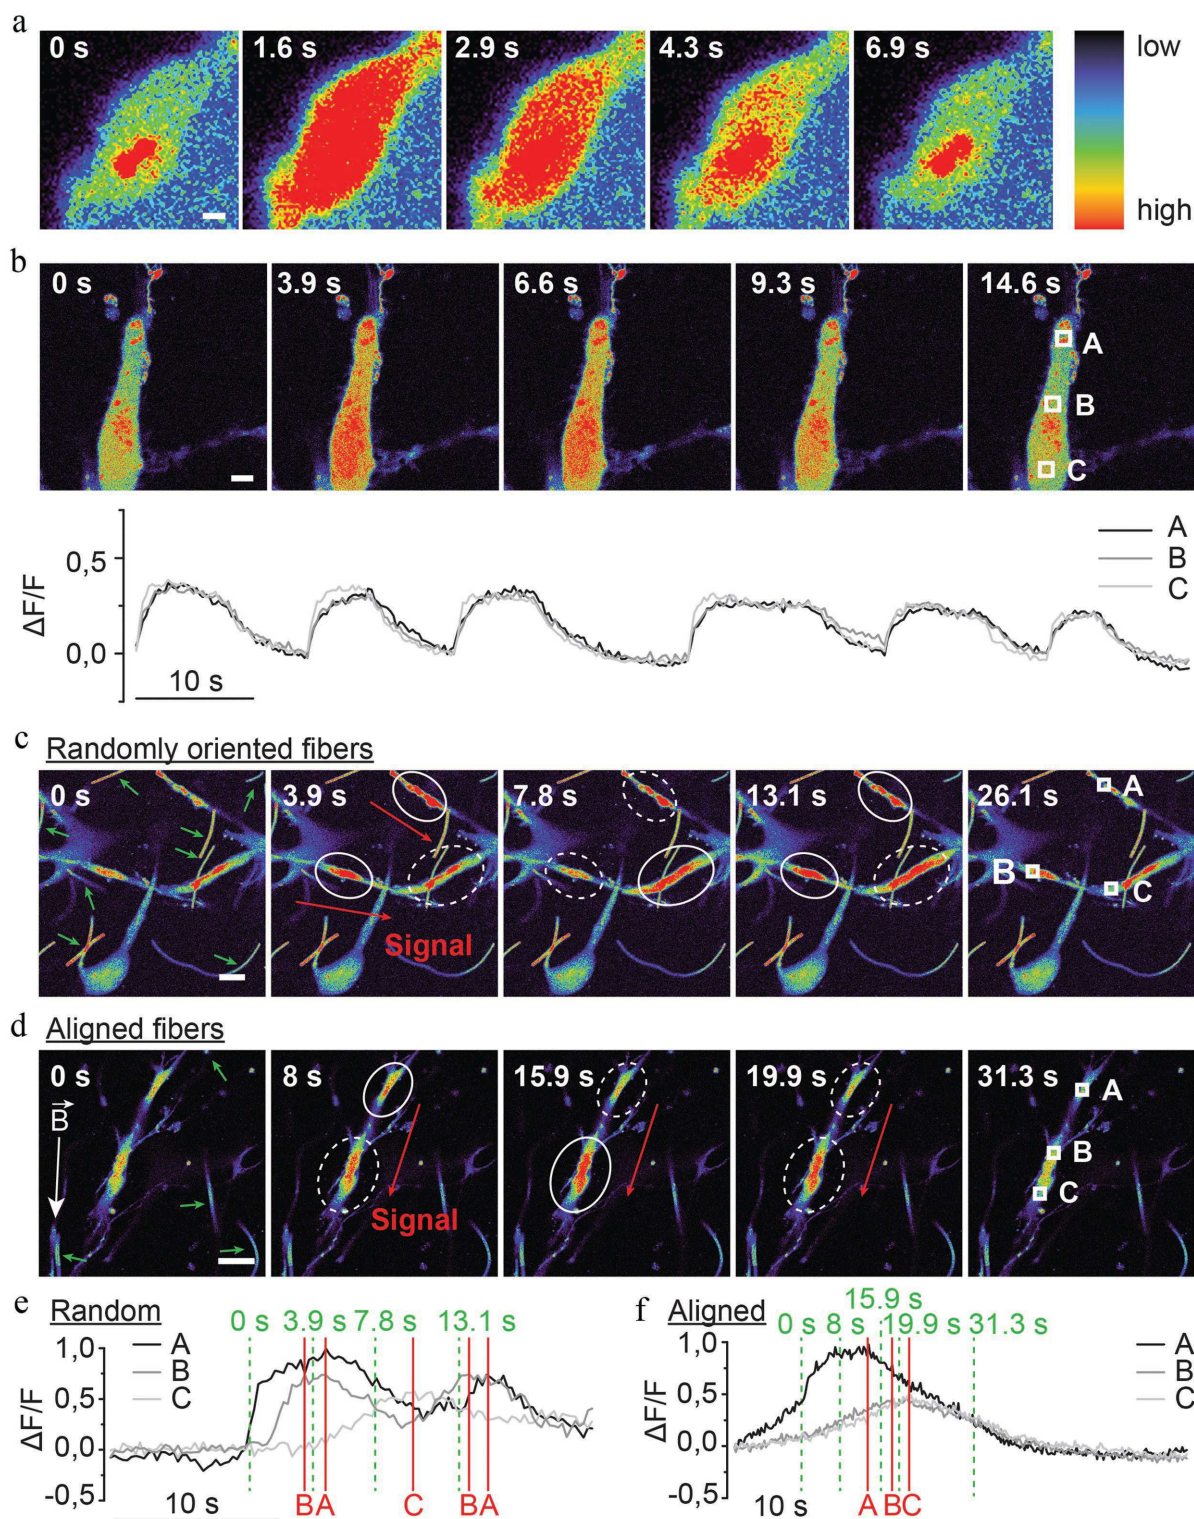 a
0 s 1.6 s 2.9 s 4.3 s 6.9 s low
high
b
0 s 3.9 s 6.6 s 9.3 s 14.6 s
A
B
C
ΔF/F
0,5
0,0
10 s
A
B
C
c Randomly oriented fibers
0 s 3.9 s 7.8 s 13.1 s 26.1 s
A
B
C
Signal
d Aligned fibers
0 s 8 s 15.9 s 19.9 s 31.3 s
B
A
B
C
Signal
e Random
0 s 3.9 s 7.8 s 13.1 s
A
B
C
ΔF/F
1,0
0,5
0,0
-0,5
10 s
B A C B A
f Aligned
15.9 s
0 s 8 s 19.9 s 31.3 s
A
B
C
ΔF/F
1,0
0,5
0,0
-0,5
10 s
A B C